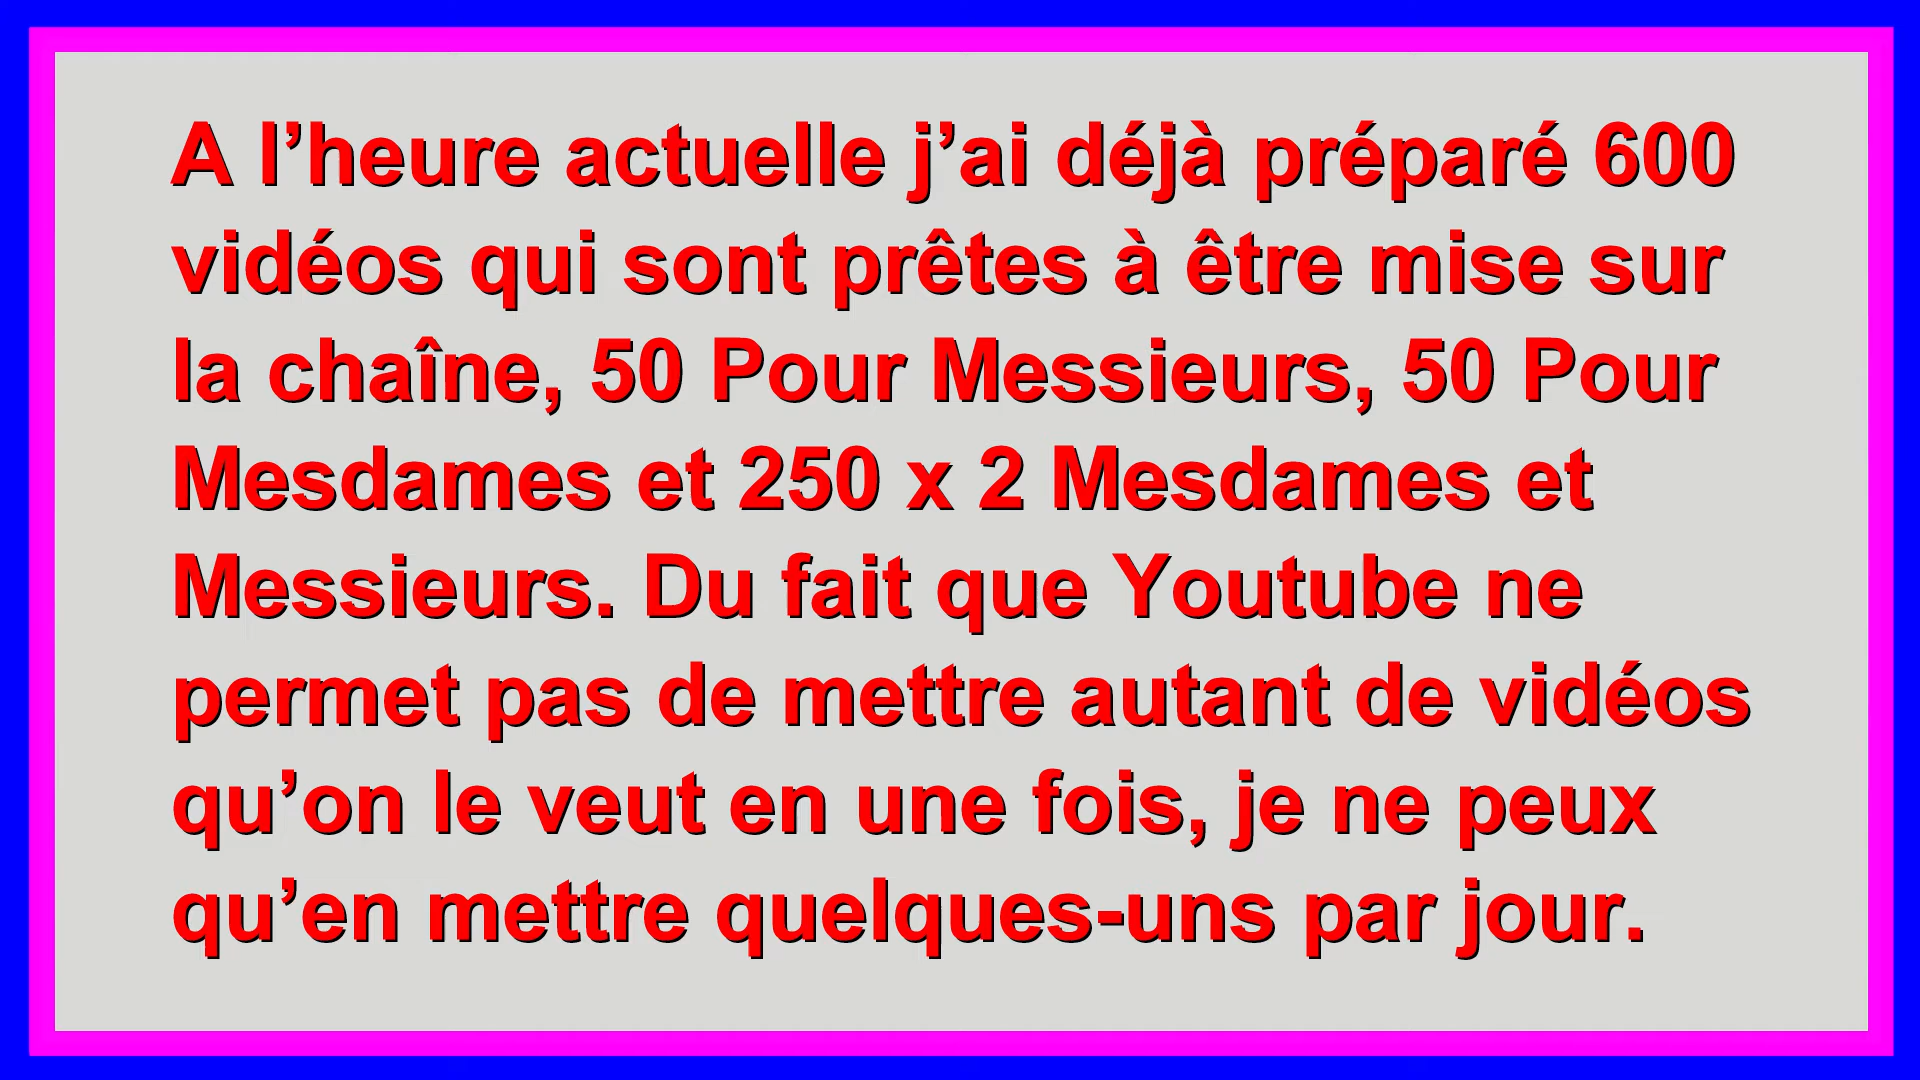 A l’heure actuelle j’ai déjà préparé 600
vidéos qui sont prêtes à être mise sur
la chaîne, 50 Pour Messieurs, 50 Pour
Mesdames et 250 x 2 Mesdames et
Messieurs. Du fait que Youtube ne
permet pas de mettre autant de vidéos
qu’on le veut en une fois, je ne peux
qu’en mettre quelques-uns par jour.